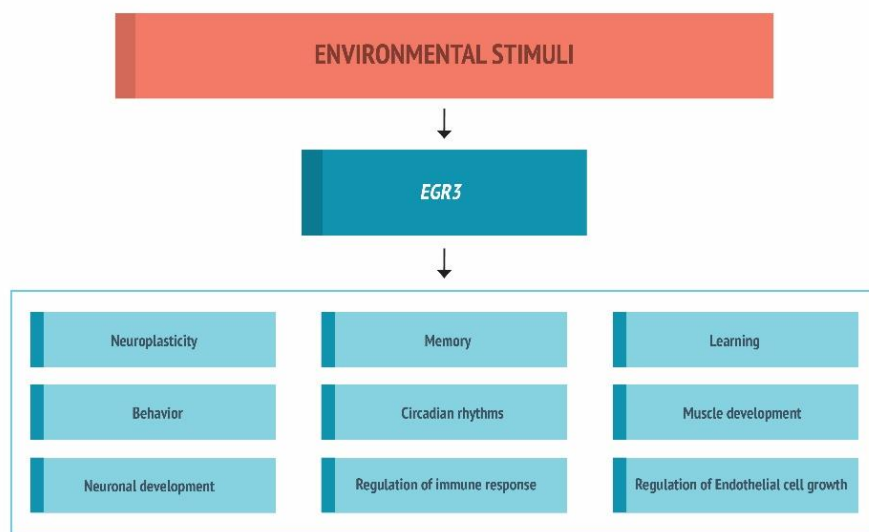 ENVIRONMENTAL STIMULI
EGR3
Neuroplasticity
Memory
Learning
Behavior
Circadian rhythms
Muscle development
Neuronal development
Regulation of immune response
Regulation of Endothelial cell growth